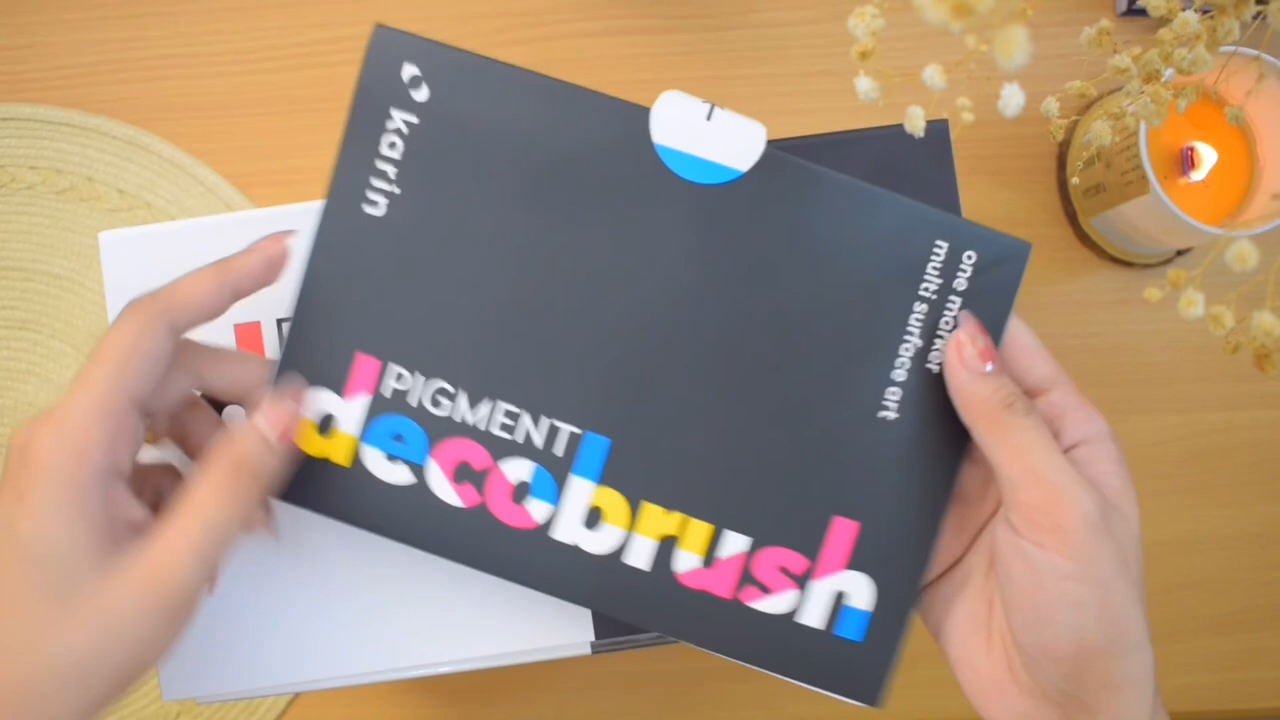 karin
one marker
multi surface art
PIGMENT
decobrush